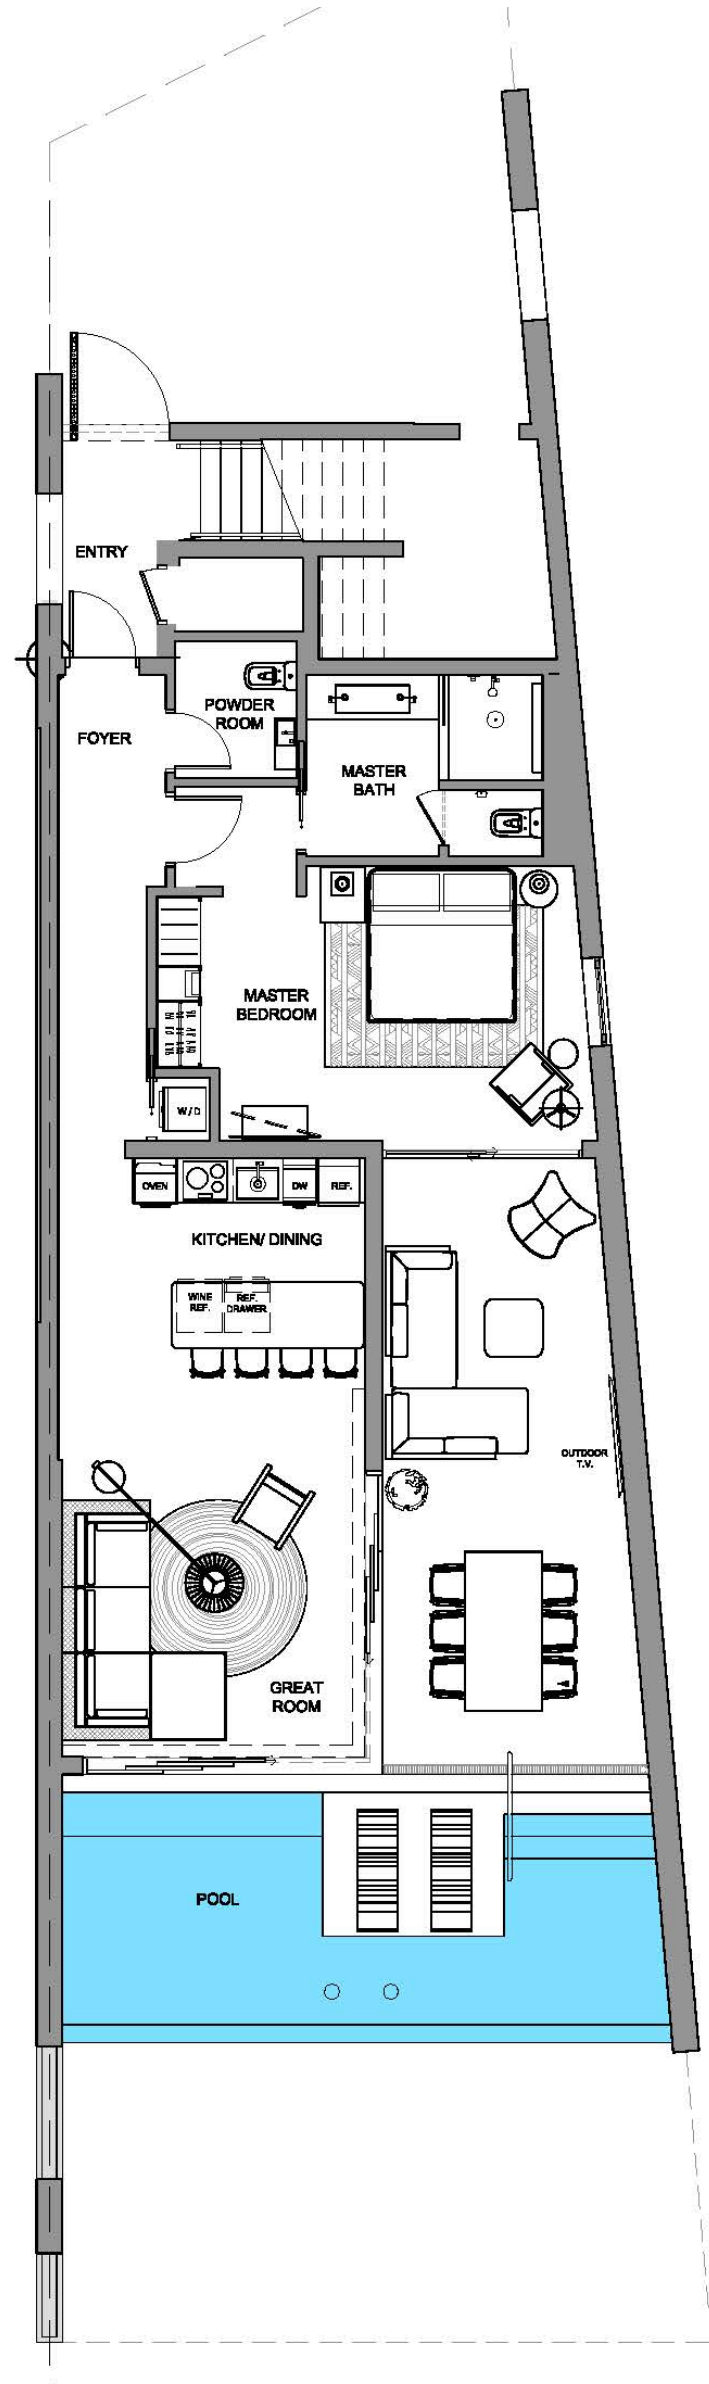 ENTRY
POWDER
ROOM
FOYER
MASTER
BATH
MASTER
BEDROOM
W/D
OVEN
DW
REF.
KITCHEN/ DINING
WINE
REF.
REF.
DRAWER
OUTDOOR
T.V.
GREAT
ROOM
POOL